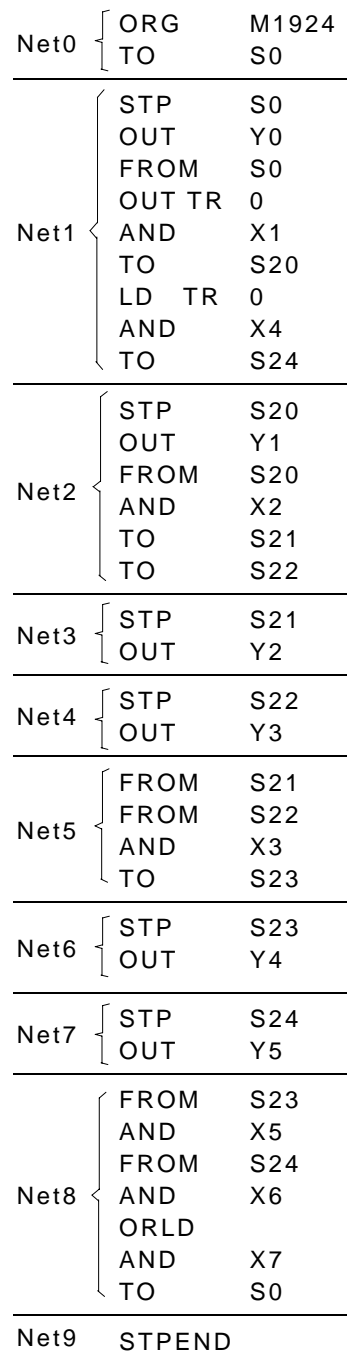 Net0 ORG M1924
TO S0
STP S0
OUT Y0
FROM S0
OUT TR 0
Net1 AND X1
TO S20
LD TR 0
AND X4
TO S24
STP S20
OUT Y1
Net2 FROM S20
AND X2
TO S21
TO S22
Net3 STP S21
OUT Y2
Net4 STP S22
OUT Y3
FROM S21
Net5 FROM S22
AND X3
TO S23
Net6 STP S23
OUT Y4
Net7 STP S24
OUT Y5
FROM S23
AND X5
FROM S24
Net8 AND X6
ORLD
AND X7
TO S0
Net9 STPEND